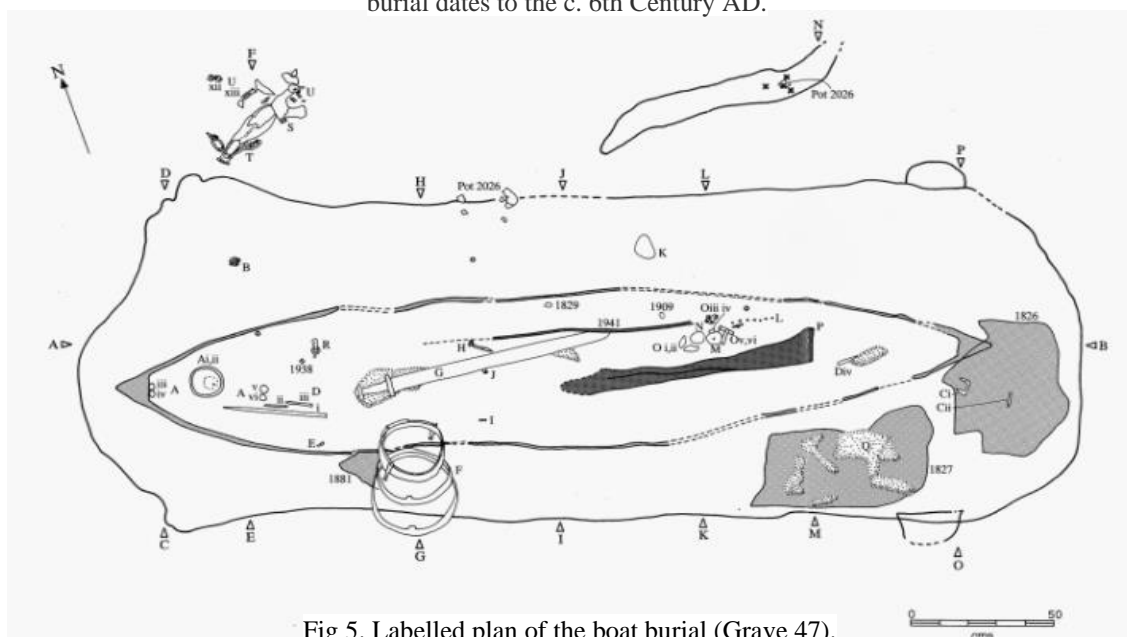 burial dates to the c. 6th Century AD.
N
F
N
U
xii
U
xiii
S
T
Pot 2026
D
H
Pot 2026
J
L
P
B
K
1829
1909
Oiii iv
L
1826
A
R
1941
N
P
B
Ai,ii
H
O i,ii
M
Ov,vi
iii
iv
A
1938
G
J
Div
A
v
vi
D
iii
ii
i
Ci
Cii
E
I
F
Q
1827
1881
C
E
G
I
K
M
O
0
50
cms
Fig 5. Labelled plan of the boat burial (Grave 47).